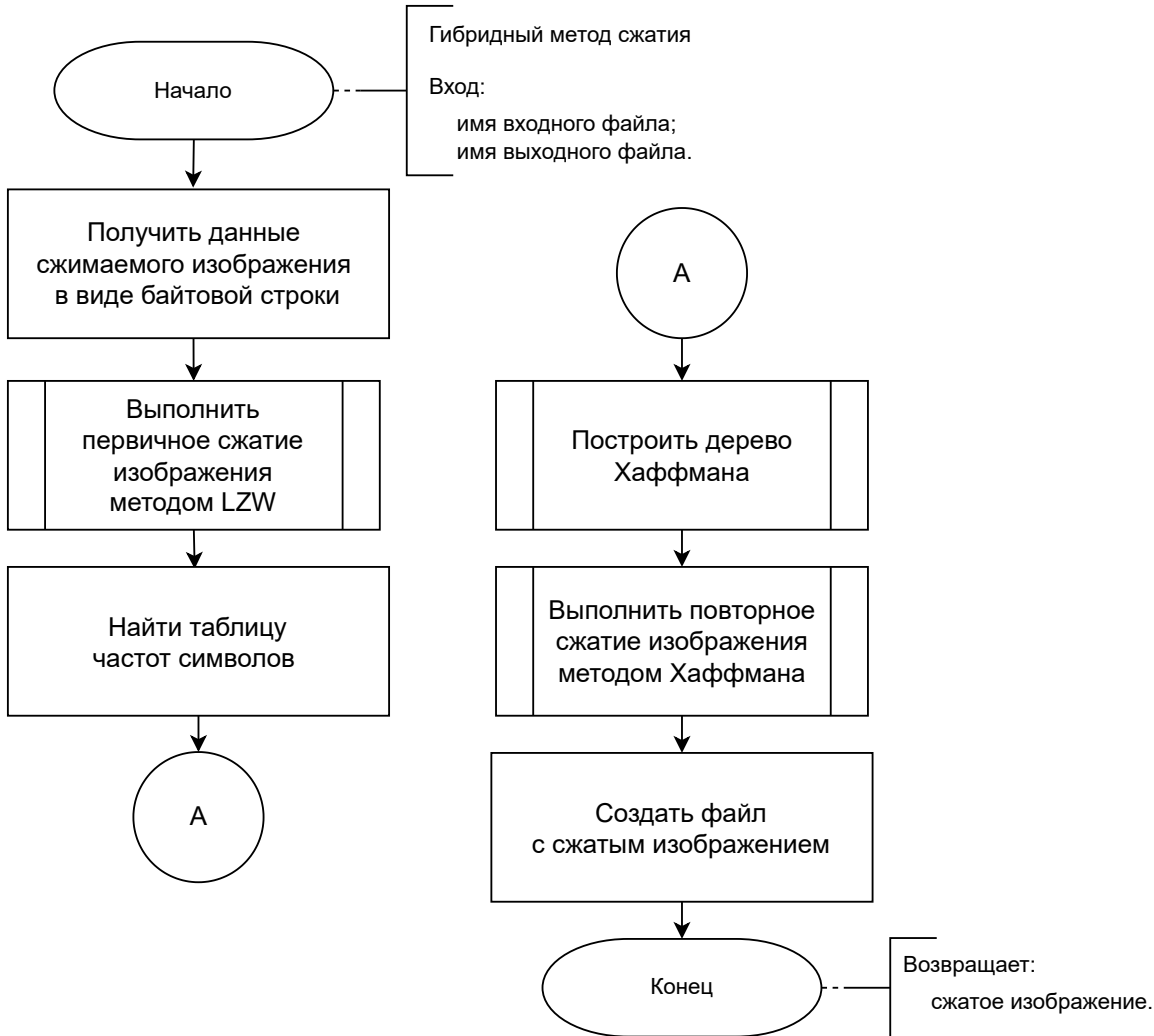 Начало
Гибридный метод сжатия
Вход:
имя входного файла;
имя выходного файла.
Получить данные
сжимаемого изображения
в виде байтовой строки
Выполнить
первичное сжатие
изображения
методом LZW
Найти таблицу
частот символов
А
А
Построить дерево
Хаффмана
Выполнить повторное
сжатие изображения
методом Хаффмана
Создать файл
с сжатым изображением
Конец
Возвращает:
сжатое изображение.